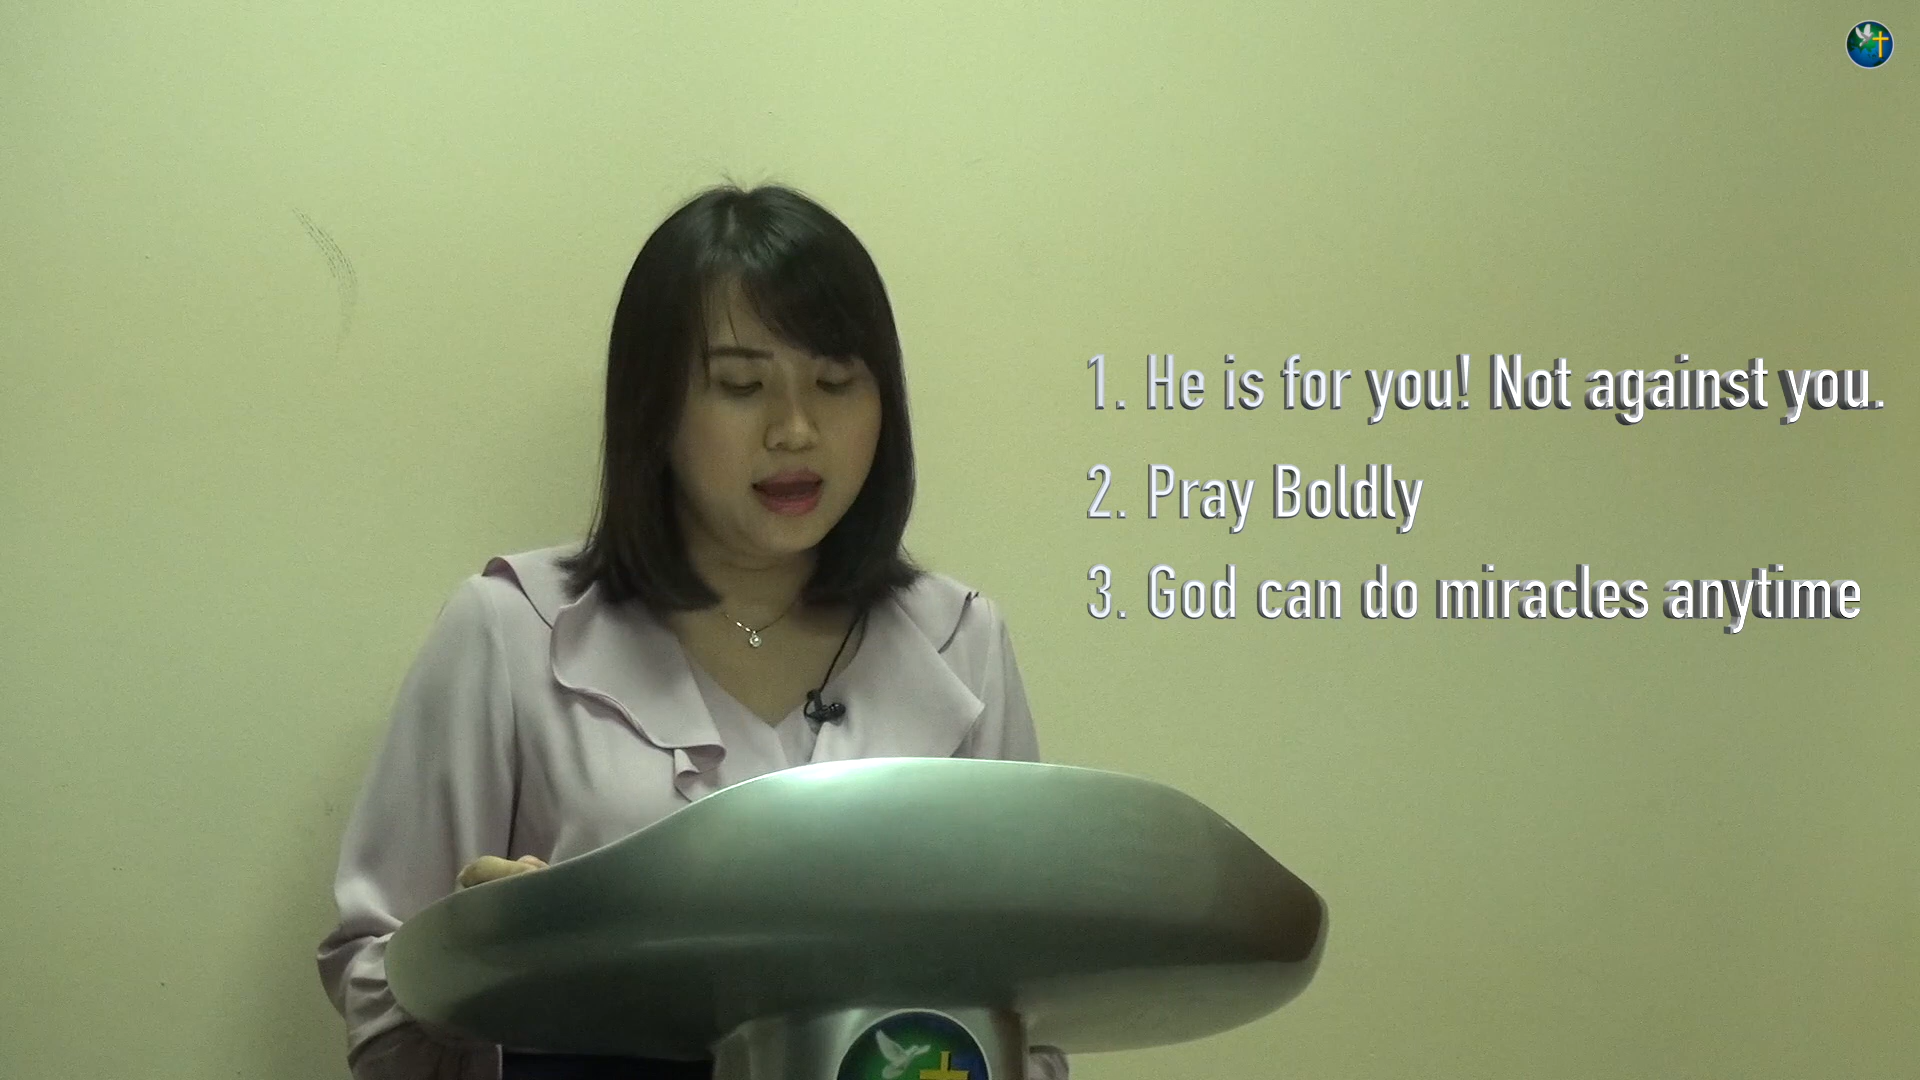 1. He is for you! Not against you.
2. Pray Boldly
3. God can do miracles anytime